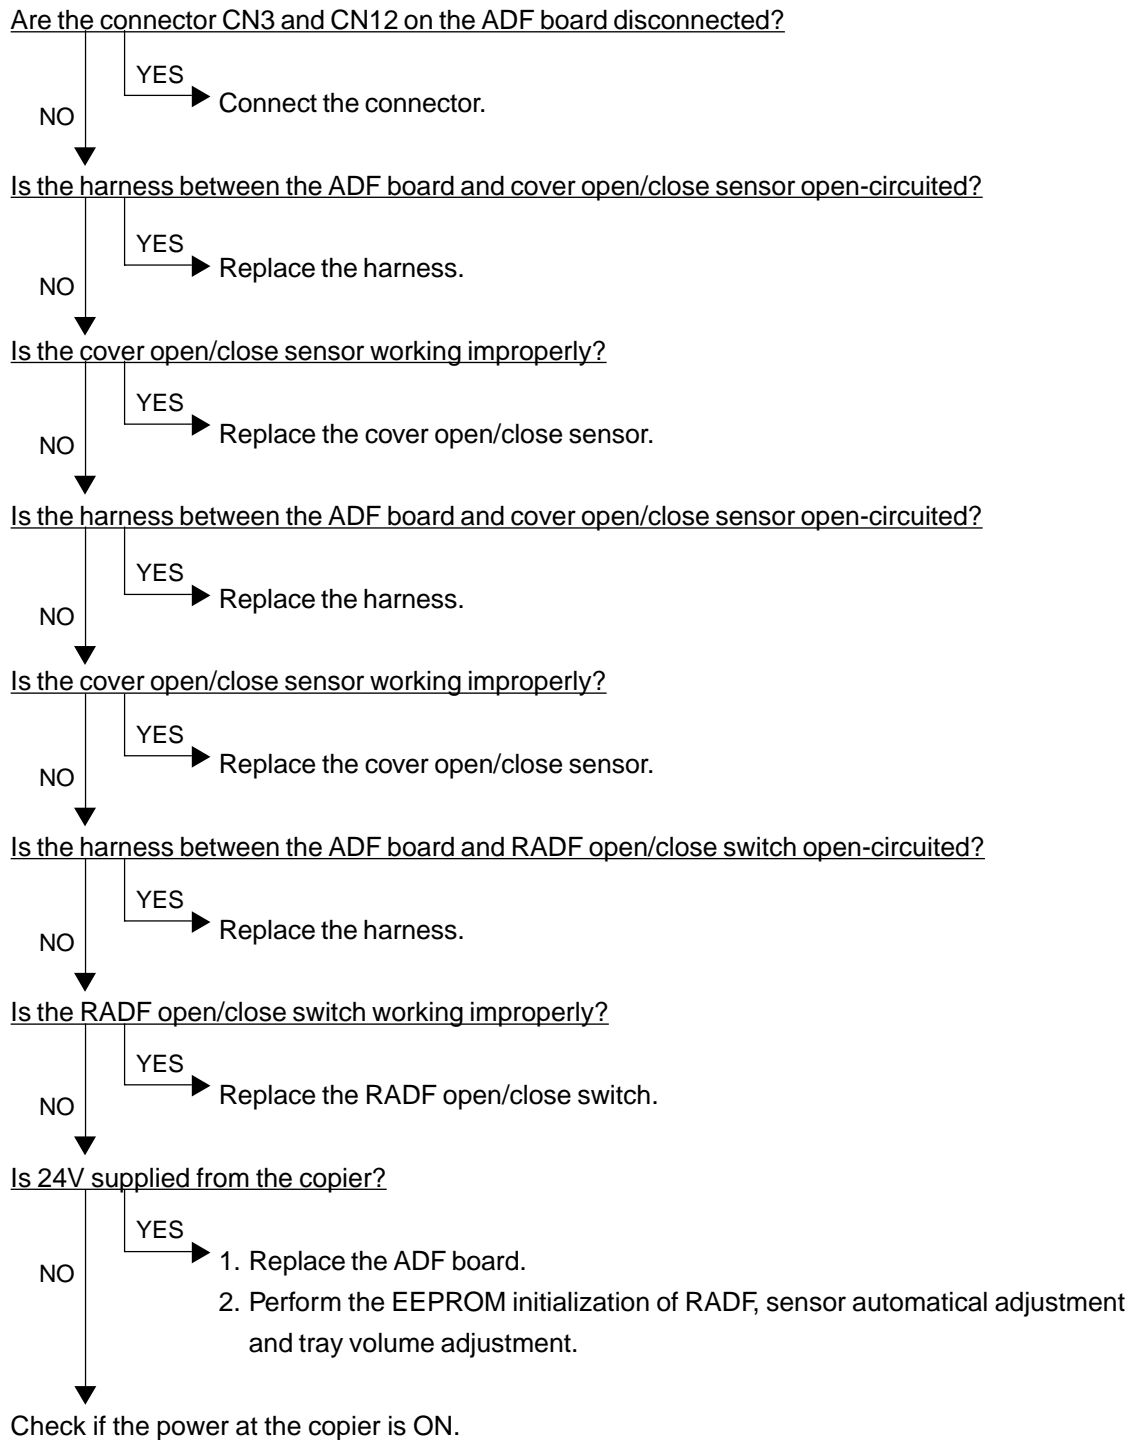 Are the connector CN3 and CN12 on the ADF board disconnected?
YES
Connect the connector.
NO
Is the harness between the ADF board and cover open/close sensor open-circuited?
YES
Replace the harness.
NO
Is the cover open/close sensor working improperly?
YES
Replace the cover open/close sensor.
NO
Is the harness between the ADF board and cover open/close sensor open-circuited?
YES
Replace the harness.
NO
Is the cover open/close sensor working improperly?
YES
Replace the cover open/close sensor.
NO
Is the harness between the ADF board and RADF open/close switch open-circuited?
YES
Replace the harness.
NO
Is the RADF open/close switch working improperly?
YES
Replace the RADF open/close switch.
NO
Is 24V supplied from the copier?
YES
1. Replace the ADF board.
NO
2. Perform the EEPROM initialization of RADF, sensor automatical adjustment
and tray volume adjustment.
Check if the power at the copier is ON.